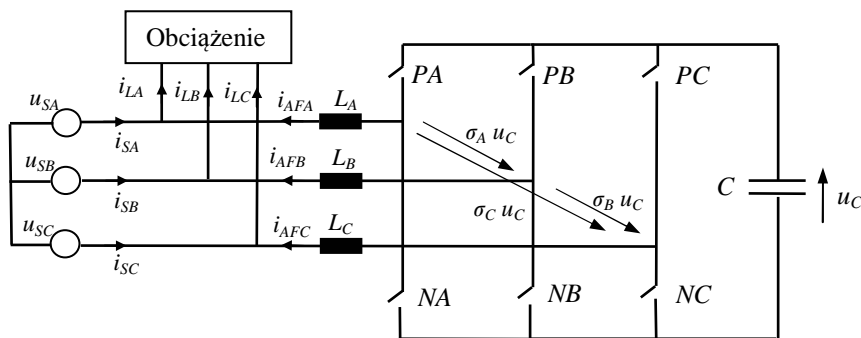 Obciążenie
PA PB PC
i_LA i_LB i_LC i_AFA L_A
u_SA
i_SA σ_A u_C
u_SB i_AFB L_B
i_SB σ_C u_C σ_B u_C C u_C
u_SC i_AFC L_C
i_SC
NA NB NC